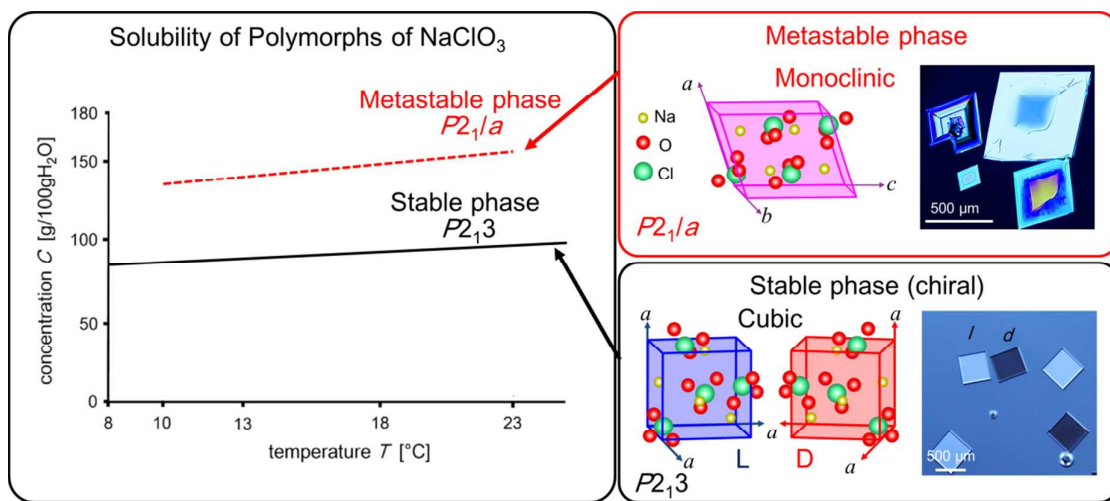 Solubility of Polymorphs of NaClO₃
Metastable phase
P2₁/a
Stable phase
P2₁3
concentration C [g/100gH₂O]
180
150
100
50
0
8
10
13
18
23
temperature T [°C]
Metastable phase
Monoclinic
a
Na
O
Cl
c
b
P2₁/a
500 μm
Stable phase (chiral)
Cubic
a
a
a
a
a
a
L
D
P2₁3
l
d
500 μm